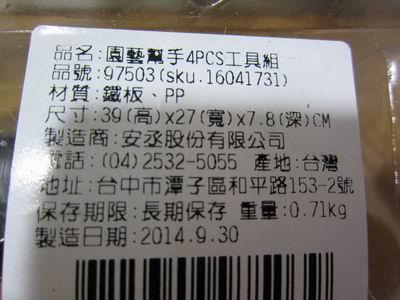 品名:園藝幫手4PCS工具組
品號:97503(sku.16041731)
材質:鐵板、PP
尺寸:39(高)x27(寬)x7.8(深)CM
製造商:安丞股份有限公司
電話:(04)2532-5055 產地:台灣
地址:台中市潭子區和平路153-2號
保存期限:長期保存 重量:0.71kg
製造日期:2014.9.30